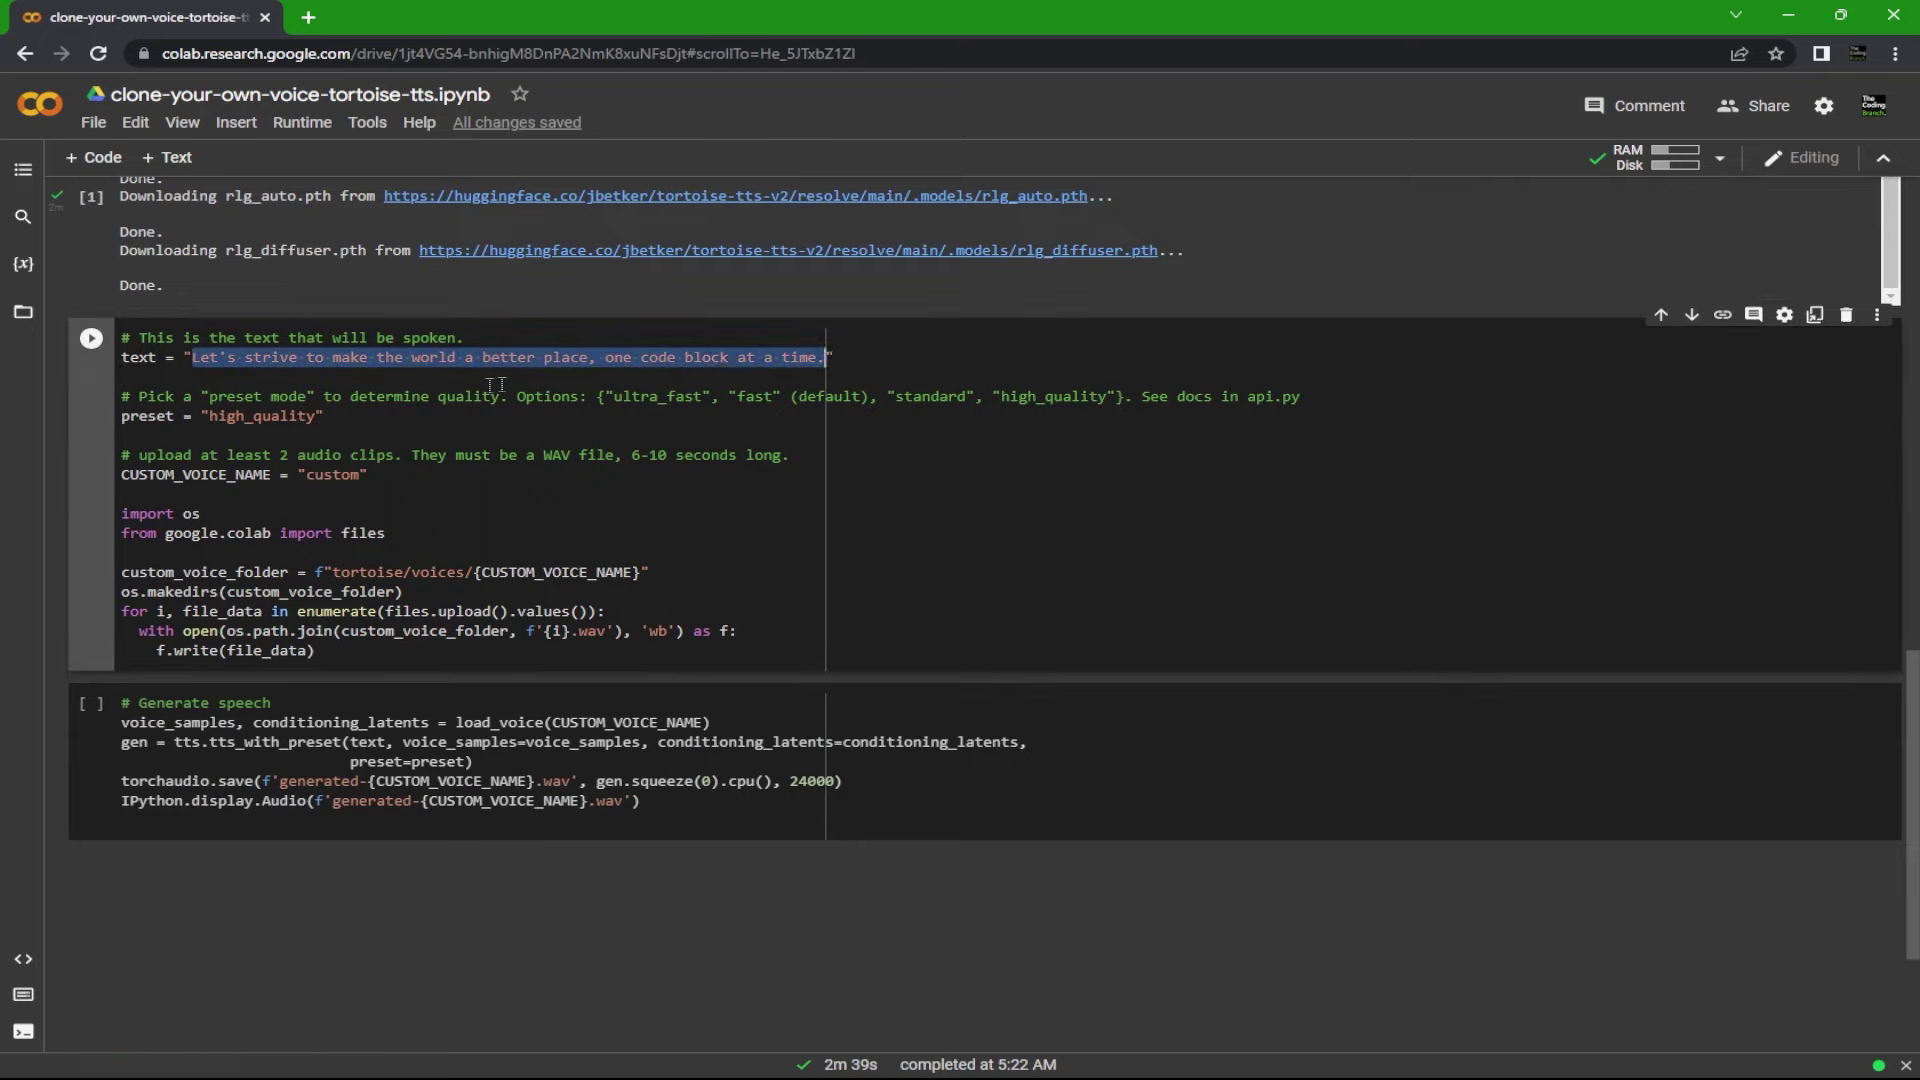 clone-your-own-voice-tortoise-tt
colab.research.google.com/drive/1jt4VG54-bnhigM8DnPA2NmK8xuNFsDjt#scrollTo=He_5JTxbZ1ZI
clone-your-own-voice-tortoise-tts.ipynb
Comment
Share
The
Coding
Branch.
File Edit View Insert Runtime Tools Help All changes saved
+ Code + Text
RAM
Disk
Editing
Done.
[1] Downloading rlg_auto.pth from https://huggingface.co/jbetker/tortoise-tts-v2/resolve/main/.models/rlg_auto.pth...
2m
Done.
Downloading rlg_diffuser.pth from https://huggingface.co/jbetker/tortoise-tts-v2/resolve/main/.models/rlg_diffuser.pth...
Done.
# This is the text that will be spoken.
text = "Let's strive to make the world a better place, one code block at a time."
# Pick a "preset mode" to determine quality. Options: {"ultra_fast", "fast" (default), "standard", "high_quality"}. See docs in api.py
preset = "high_quality"
# upload at least 2 audio clips. They must be a WAV file, 6-10 seconds long.
CUSTOM_VOICE_NAME = "custom"
import os
from google.colab import files
custom_voice_folder = f"tortoise/voices/{CUSTOM_VOICE_NAME}"
os.makedirs(custom_voice_folder)
for i, file_data in enumerate(files.upload().values()):
  with open(os.path.join(custom_voice_folder, f'{i}.wav'), 'wb') as f:
    f.write(file_data)
[ ] # Generate speech
voice_samples, conditioning_latents = load_voice(CUSTOM_VOICE_NAME)
gen = tts.tts_with_preset(text, voice_samples=voice_samples, conditioning_latents=conditioning_latents,
                          preset=preset)
torchaudio.save(f'generated-{CUSTOM_VOICE_NAME}.wav', gen.squeeze(0).cpu(), 24000)
IPython.display.Audio(f'generated-{CUSTOM_VOICE_NAME}.wav')
2m 39s completed at 5:22 AM